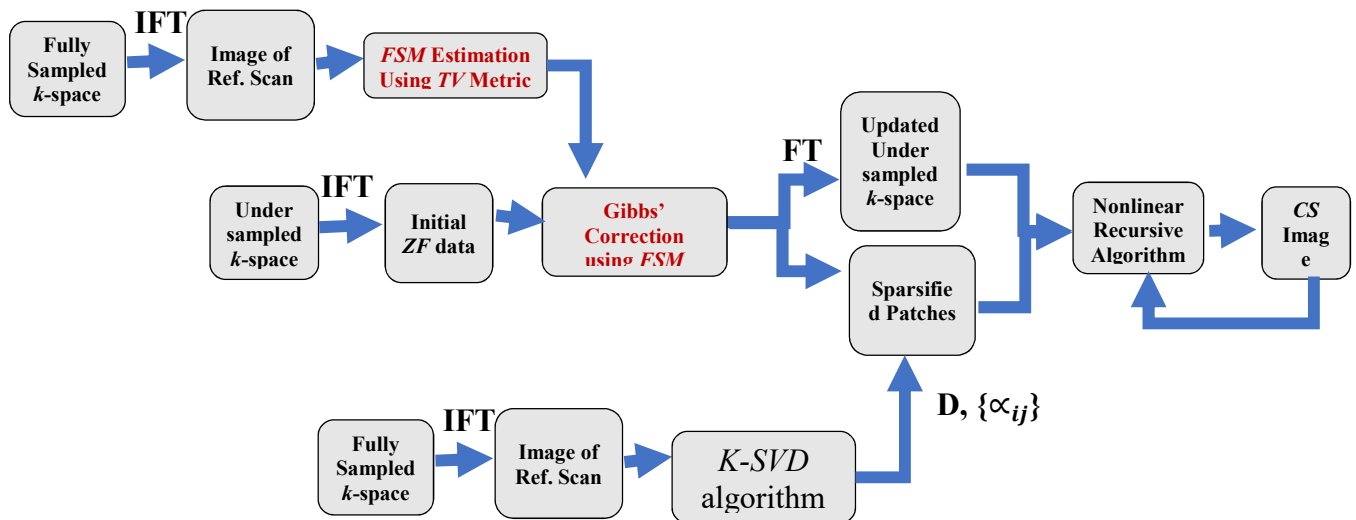 IFT
Fully
Sampled
k-space
Image of
Ref. Scan
FSM Estimation
Using TV Metric
IFT
Under
sampled
k-space
Initial
ZF data
Gibbs'
Correction
using FSM
FT
Updated
Under
sampled
k-space
Sparsifie
d Patches
Nonlinear
Recursive
Algorithm
CS
Imag
e
D, {∝ij}
IFT
Fully
Sampled
k-space
Image of
Ref. Scan
K-SVD
algorithm